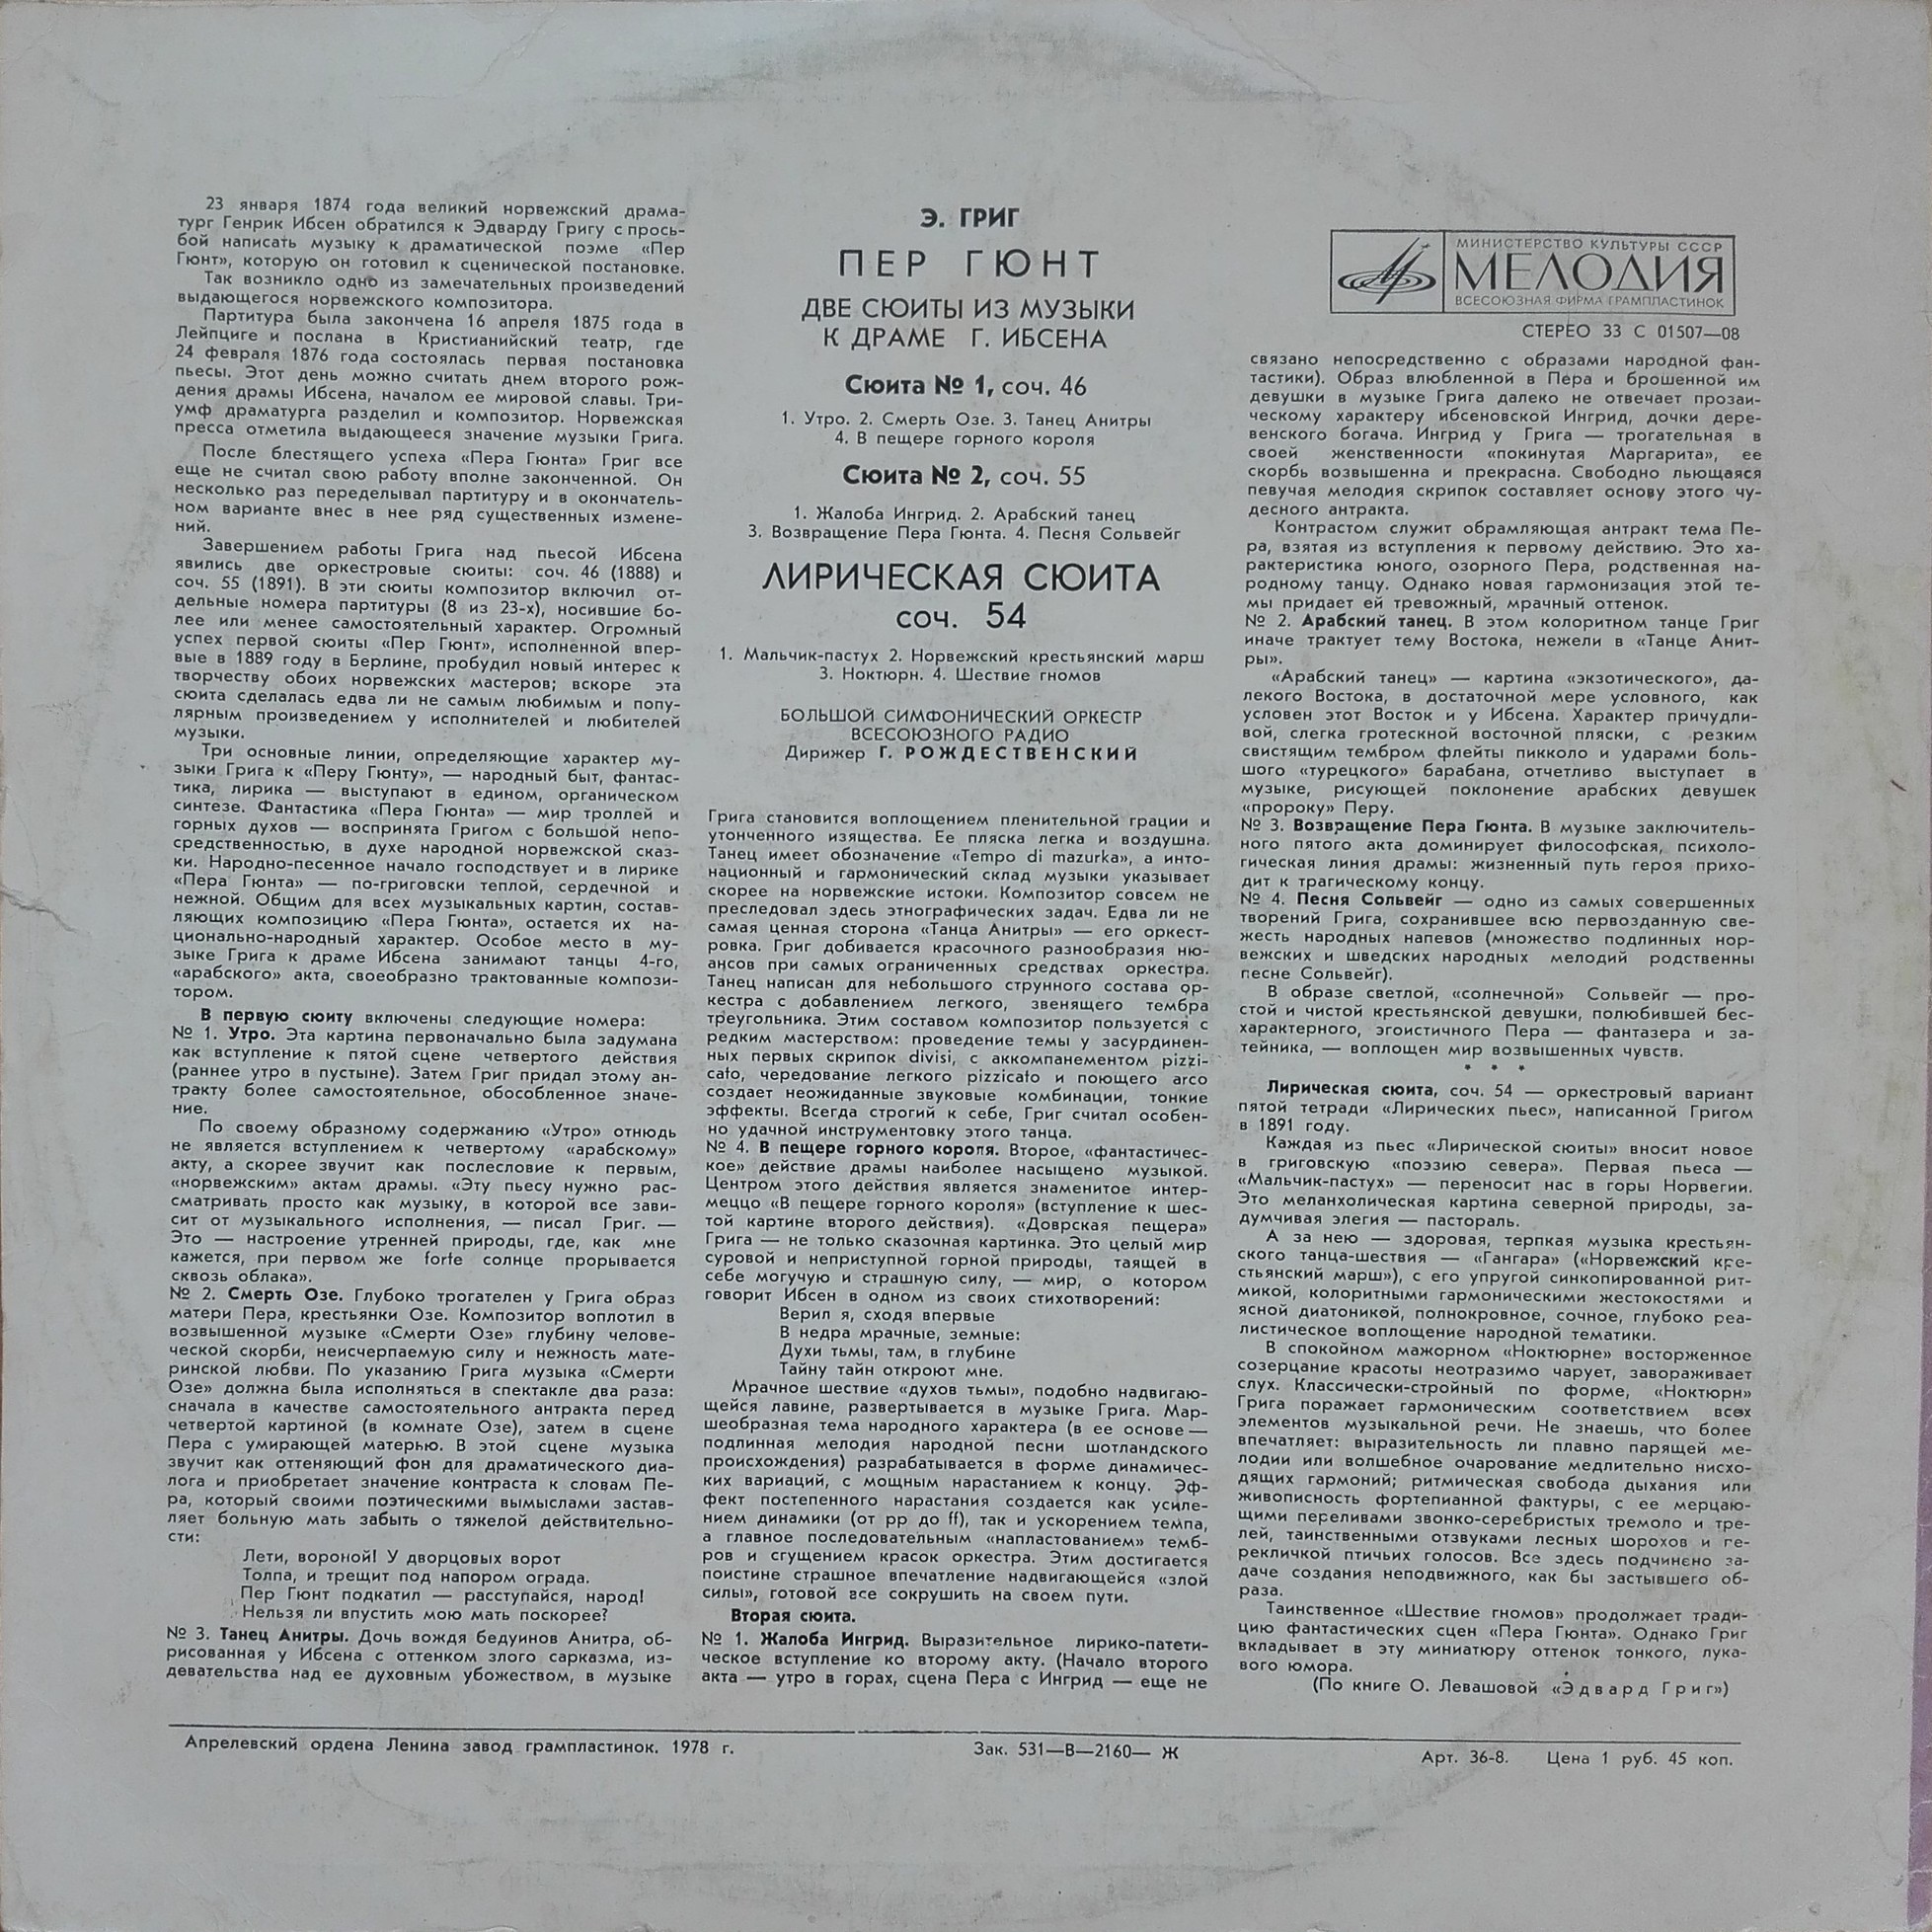 23 января 1874 года великий норвежский драма-
тург Генрик Ибсен обратился к Эдварду Григу с прось-
бой написать музыку к драматической поэме «Пер
Гюнт», которую он готовил к сценической постановке.
Так возникло одно из замечательных произведений
выдающегося норвежского композитора.
Партитура была закончена 16 апреля 1875 года в
Лейпциге и послана в Кристианийский театр, где
24 февраля 1876 года состоялась первая постановка
пьесы. Этот день можно считать днем второго рож-
дения драмы Ибсена, началом ее мировой славы. Три-
умф драматурга разделил и композитор. Норвежская
пресса отметила выдающееся значение музыки Грига.
После блестящего успеха «Пера Гюнта» Григ все
еще не считал свою работу вполне законченной. Он
несколько раз переделывал партитуру и в окончатель-
ном варианте внес в нее ряд существенных измене-
ний.
Завершением работы Грига над пьесой Ибсена
явились две оркестровые сюиты: соч. 46 (1888) и
соч. 55 (1891). В эти сюиты композитор включил от-
дельные номера партитуры (8 из 23-х), носившие бо-
лее или менее самостоятельный характер. Огромный
успех первой сюиты «Пер Гюнт», исполненной впер-
вые в 1889 году в Берлине, пробудил новый интерес к
творчеству обоих норвежских мастеров; вскоре эта
сюита сделалась едва ли не самым любимым и попу-
лярным произведением у исполнителей и любителей
музыки.
Три основные линии, определяющие характер му-
зыки Грига к «Перу Гюнту», — народный быт, фантас-
тика, лирика — выступают в едином, органическом
синтезе. Фантастика «Пера Гюнта» — мир троллей и
горных духов — воспринята Григом с большой непо-
средственностью, в духе народной норвежской сказ-
ки. Народно-песенное начало господствует и в лирике
«Пера Гюнта» — по-григовски теплой, сердечной и
нежной. Общим для всех музыкальных картин, состав-
ляющих композицию «Пера Гюнта», остается их на-
ционально-народный характер. Особое место в му-
зыке Грига к драме Ибсена занимают танцы 4-го,
«арабского» акта, своеобразно трактованные компози-
тором.
В первую сюиту включены следующие номера:
№ 1. Утро. Эта картина первоначально была задумана
как вступление к пятой сцене четвертого действия
(раннее утро в пустыне). Затем Григ придал этому ан-
тракту более самостоятельное, обособленное значе-
ние.
По своему образному содержанию «Утро» отнюдь
не является вступлением к четвертому «арабскому»
акту, а скорее звучит как послесловие к первым,
«норвежским» актам драмы. «Эту пьесу нужно рас-
сматривать просто как музыку, в которой все зави-
сит от музыкального исполнения, — писал Григ. —
Это — настроение утренней природы, где, как мне
кажется, при первом же forte солнце прорывается
сквозь облака».
№ 2. Смерть Озе. Глубоко трогателен у Грига образ
матери Пера, крестьянки Озе. Композитор воплотил в
возвышенной музыке «Смерти Озе» глубину челове-
ческой скорби, неисчерпаемую силу и нежность мате-
ринской любви. По указанию Грига музыка «Смерти
Озе» должна была исполняться в спектакле два раза:
сначала в качестве самостоятельного антракта перед
четвертой картиной (в комнате Озе), затем в сцене
Пера с умирающей матерью. В этой сцене музыка
звучит как оттеняющий фон для драматического диа-
лога и приобретает значение контраста к словам Пе-
ра, который своими поэтическими вымыслами застав-
ляет больную мать забыть о тяжелой действительно-
сти:
Лети, вороной! У дворцовых ворот
Толпа, и трещит под напором ограда.
Пер Гюнт подкатил — расступайся, народ!
Нельзя ли впустить мою мать поскорее?
№ 3. Танец Анитры. Дочь вождя бедуинов Анитра, об-
рисованная у Ибсена с оттенком злого сарказма, из-
девательства над ее духовным убожеством, в музыке
Э. ГРИГ
ПЕР ГЮНТ
ДВЕ СЮИТЫ ИЗ МУЗЫКИ
К ДРАМЕ Г. ИБСЕНА
Сюита № 1, соч. 46
1. Утро. 2. Смерть Озе. 3. Танец Анитры
4. В пещере горного короля
Сюита № 2, соч. 55
1. Жалоба Ингрид. 2. Арабский танец
3. Возвращение Пера Гюнта. 4. Песня Сольвейг
ЛИРИЧЕСКАЯ СЮИТА
соч. 54
1. Мальчик-пастух 2. Норвежский крестьянский марш
3. Ноктюрн. 4. Шествие гномов
БОЛЬШОЙ СИМФОНИЧЕСКИЙ ОРКЕСТР
ВСЕСОЮЗНОГО РАДИО
Дирижер Г. РОЖДЕСТВЕНСКИЙ
Грига становится воплощением пленительной грации и
утонченного изящества. Ее пляска легка и воздушна.
Танец имеет обозначение «Tempo di mazurka», а инто-
национный и гармонический склад музыки указывает
скорее на норвежские истоки. Композитор совсем не
преследовал здесь этнографических задач. Едва ли не
самая ценная сторона «Танца Анитры» — его оркест-
ровка. Григ добивается красочного разнообразия ню-
ансов при самых ограниченных средствах оркестра.
Танец написан для небольшого струнного состава ор-
кестра с добавлением легкого, звенящего тембра
треугольника. Этим составом композитор пользуется с
редким мастерством: проведение темы у засурдинен-
ных первых скрипок divisi, с аккомпанементом pizzi-
cato, чередование легкого pizzicato и поющего arco
создает неожиданные звуковые комбинации, тонкие
эффекты. Всегда строгий к себе, Григ считал особен-
но удачной инструментовку этого танца.
№ 4. В пещере горного короля. Второе, «фантастичес-
кое» действие драмы наиболее насыщено музыкой.
Центром этого действия является знаменитое интер-
меццо «В пещере горного короля» (вступление к шес-
той картине второго действия). «Доврская пещера»
Грига — не только сказочная картинка. Это целый мир
суровой и неприступной горной природы, таящей в
себе могучую и страшную силу, — мир, о котором
говорит Ибсен в одном из своих стихотворений:
Верил я, сходя впервые
В недра мрачные, земные:
Духи тьмы, там, в глубине
Тайну тайн откроют мне.
Мрачное шествие «духов тьмы», подобно надвигаю-
щейся лавине, развертывается в музыке Грига. Мар-
шеобразная тема народного характера (в ее основе —
подлинная мелодия народной песни шотландского
происхождения) разрабатывается в форме динамичес-
ких вариаций, с мощным нарастанием к концу. Эф-
фект постепенного нарастания создается как усиле-
нием динамики (от pp до ff), так и ускорением темпа,
а главное последовательным «напластованием» темб-
ров и сгущением красок оркестра. Этим достигается
поистине страшное впечатление надвигающейся «злой
силы», готовой все сокрушить на своем пути.
Вторая сюита.
№ 1. Жалоба Ингрид. Выразительное лирико-патети-
ческое вступление ко второму акту. (Начало второго
акта — утро в горах, сцена Пера с Ингрид — еще не
МИНИСТЕРСТВО КУЛЬТУРЫ СССР
МЕЛОДИЯ
ВСЕСОЮЗНАЯ ФИРМА ГРАМПЛАСТИНОК
СТЕРЕО 33 С 01507—08
связано непосредственно с образами народной фан-
тастики). Образ влюбленной в Пера и брошенной им
девушки в музыке Грига далеко не отвечает прозаи-
ческому характеру ибсеновской Ингрид, дочки дере-
венского богача. Ингрид у Грига — трогательная в
своей женственности «покинутая Маргарита», ее
скорбь возвышенна и прекрасна. Свободно льющаяся
певучая мелодия скрипок составляет основу этого чу-
десного антракта.
Контрастом служит обрамляющая антракт тема Пе-
ра, взятая из вступления к первому действию. Это ха-
рактеристика юного, озорного Пера, родственная на-
родному танцу. Однако новая гармонизация этой те-
мы придает ей тревожный, мрачный оттенок.
№ 2. Арабский танец. В этом колоритном танце Григ
иначе трактует тему Востока, нежели в «Танце Анит-
ры».
«Арабский танец» — картина «экзотического», да-
лекого Востока, в достаточной мере условного, как
условен этот Восток и у Ибсена. Характер причудли-
вой, слегка гротескной восточной пляски, с резким
свистящим тембром флейты пикколо и ударами боль-
шого «турецкого» барабана, отчетливо выступает в
музыке, рисующей поклонение арабских девушек
«пророку» Перу.
№ 3. Возвращение Пера Гюнта. В музыке заключитель-
ного пятого акта доминирует философская, психоло-
гическая линия драмы: жизненный путь героя прихо-
дит к трагическому концу.
№ 4. Песня Сольвейг — одно из самых совершенных
творений Грига, сохранившее всю первозданную све-
жесть народных напевов (множество подлинных нор-
вежских и шведских народных мелодий родственны
песне Сольвейг).
В образе светлой, «солнечной» Сольвейг — про-
стой и чистой крестьянской девушки, полюбившей бес-
характерного, эгоистичного Пера — фантазера и за-
тейника, — воплощен мир возвышенных чувств.
* * *
Лирическая сюита, соч. 54 — оркестровый вариант
пятой тетради «Лирических пьес», написанной Григом
в 1891 году.
Каждая из пьес «Лирической сюиты» вносит новое
в григовскую «поэзию севера». Первая пьеса —
«Мальчик-пастух» — переносит нас в горы Норвегии.
Это меланхолическая картина северной природы, за-
думчивая элегия — пастораль.
А за нею — здоровая, терпкая музыка крестьян-
ского танца-шествия — «Гангара» («Норвежский кре-
стьянский марш»), с его упругой синкопированной рит-
микой, колоритными гармоническими жестокостями и
ясной диатоникой, полнокровное, сочное, глубоко реа-
листическое воплощение народной тематики.
В спокойном мажорном «Ноктюрне» восторженное
созерцание красоты неотразимо чарует, завораживает
слух. Классически-стройный по форме, «Ноктюрн»
Грига поражает гармоническим соответствием всех
элементов музыкальной речи. Не знаешь, что более
впечатляет: выразительность ли плавно парящей ме-
лодии или волшебное очарование медлительно нисхо-
дящих гармоний; ритмическая свобода дыхания или
живописность фортепианной фактуры, с ее мерцаю-
щими переливами звонко-серебристых тремоло и тре-
лей, таинственными отзвуками лесных шорохов и пе-
рекличкой птичьих голосов. Все здесь подчинено за-
даче создания неподвижного, как бы застывшего об-
раза.
Таинственное «Шествие гномов» продолжает тради-
цию фантастических сцен «Пера Гюнта». Однако Григ
вкладывает в эту миниатюру оттенок тонкого, лука-
вого юмора.
(По книге О. Левашовой «Эдвард Григ»)
Апрелевский ордена Ленина завод грампластинок. 1978 г.
Зак. 531—В—2160— Ж
Арт. 36-8. Цена 1 руб. 45 коп.